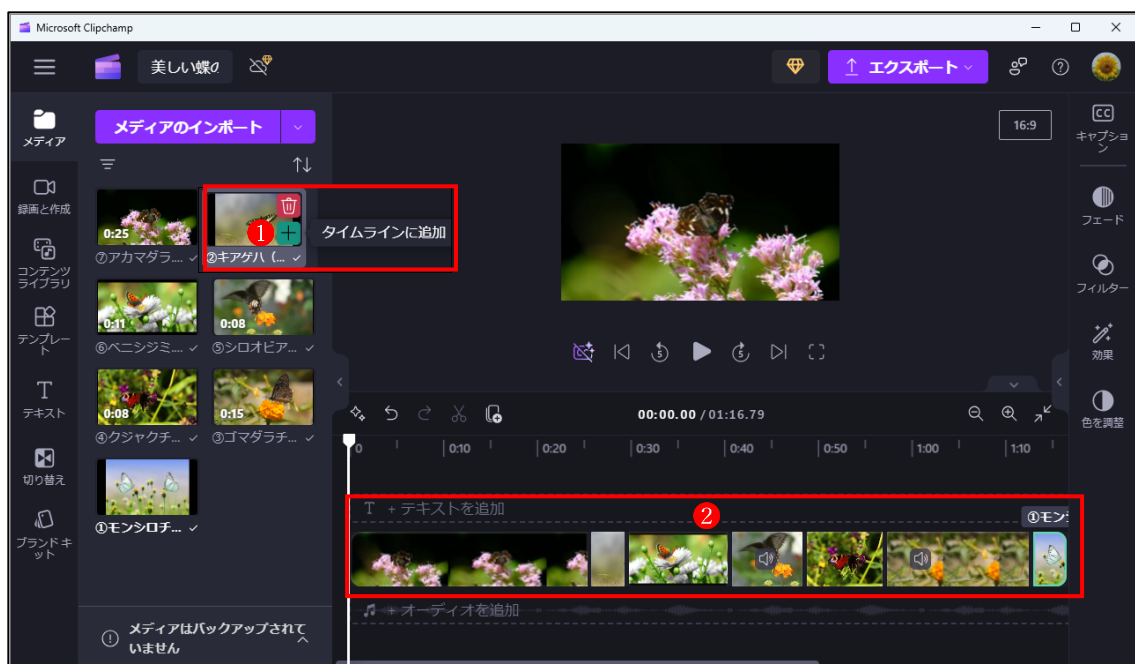 Microsoft Clipchamp
美しい蝶の
エクスポート
メディア
メディアのインポート
16:9
CC
キャプション
録画と作成
0:25
⑦アカマダラ....
1
②キアゲハ（...
タイムラインに追加
フェード
コンテンツ
ライブラリ
0:11
⑥ベニシジミ....
0:08
⑤シロオビア...
フィルター
テンプレート
5
5
効果
テキスト
0:08
④クジャクチ...
0:15
③ゴマダラチ...
00:00.00 / 01:16.79
色を調整
0
0:10
0:20
0:30
0:40
0:50
1:00
1:10
切り替え
①モンシロチ...
T + テキストを追加
2
①モンシ
ブランド キット
+ オーディオを追加
メディアはバックアップされて
いません